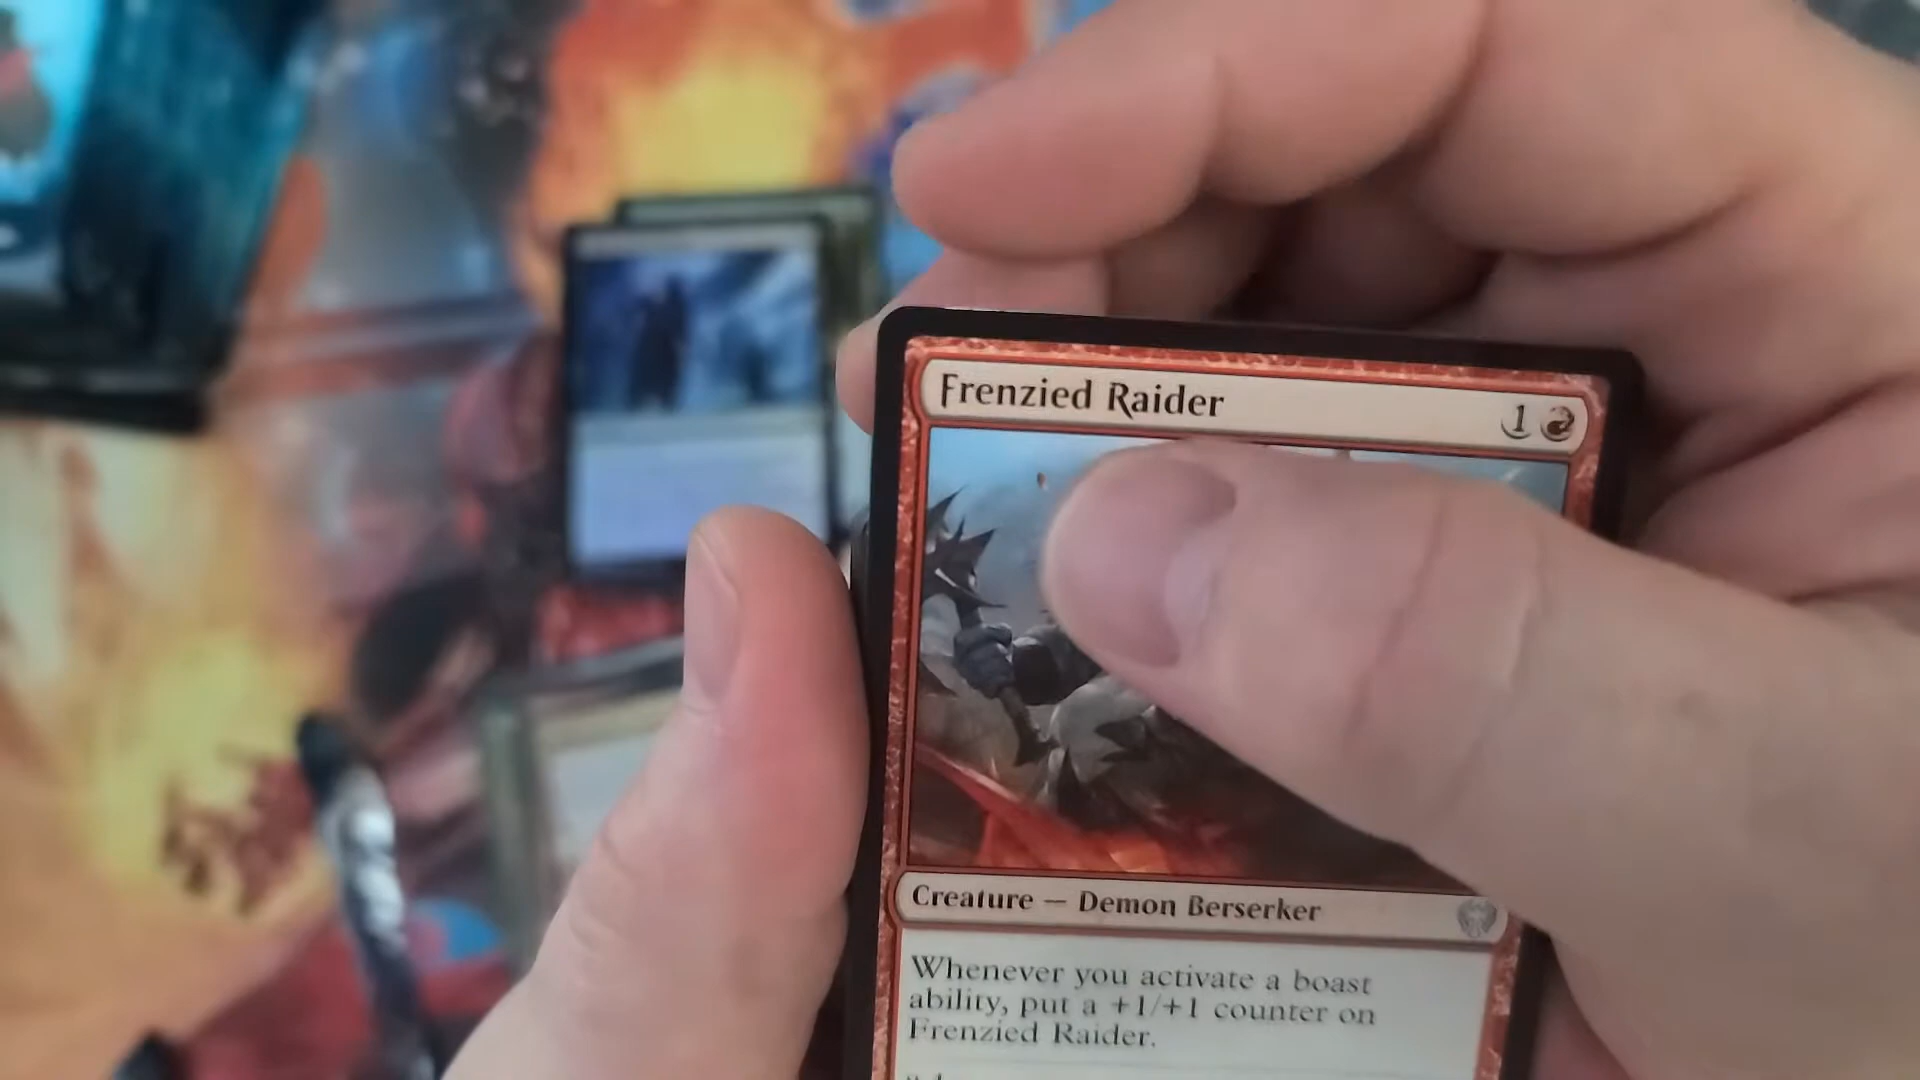 Frenzied Raider 1
Creature — Demon Berserker
Whenever you activate a boast
ability, put a +1/+1 counter on
Frenzied Raider.